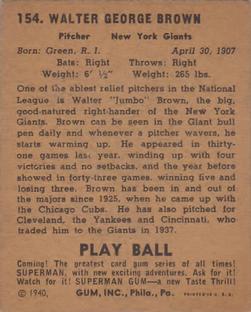 154. WALTER GEORGE BROWN
Pitcher New York Giants
Born: Green, R. I. April 30, 1907
Bats: Right Throws: Right
Weight: 6' ½" Weight: 265 lbs.
One of the ablest relief pitchers in the National
League is Walter "Jumbo" Brown, the big,
good-natured right-hander of the New York
Giants. Brown can be seen in the Giant bull
pen daily and whenever a pitcher wavers, he
starts warming up. He appeared in thirty-
one games last year, winding up with four
victories and no setbacks, and the year before
showed in forty-three games, winning five and
losing three. Brown has been in and out of
the majors since 1925, when he came up with
the Chicago Cubs. He has also pitched for
Cleveland, the Yankees and Cincinnati, who
traded him to the Giants in 1937.
PLAY BALL
Coming! The greatest card gum series of all times!
SUPERMAN, with new exciting adventures. Ask for it!
Watch for it! SUPERMAN GUM—a new Taste Thrill!
© 1940, GUM, INC., Phila., Pa. PRINTED IN U. S. A.